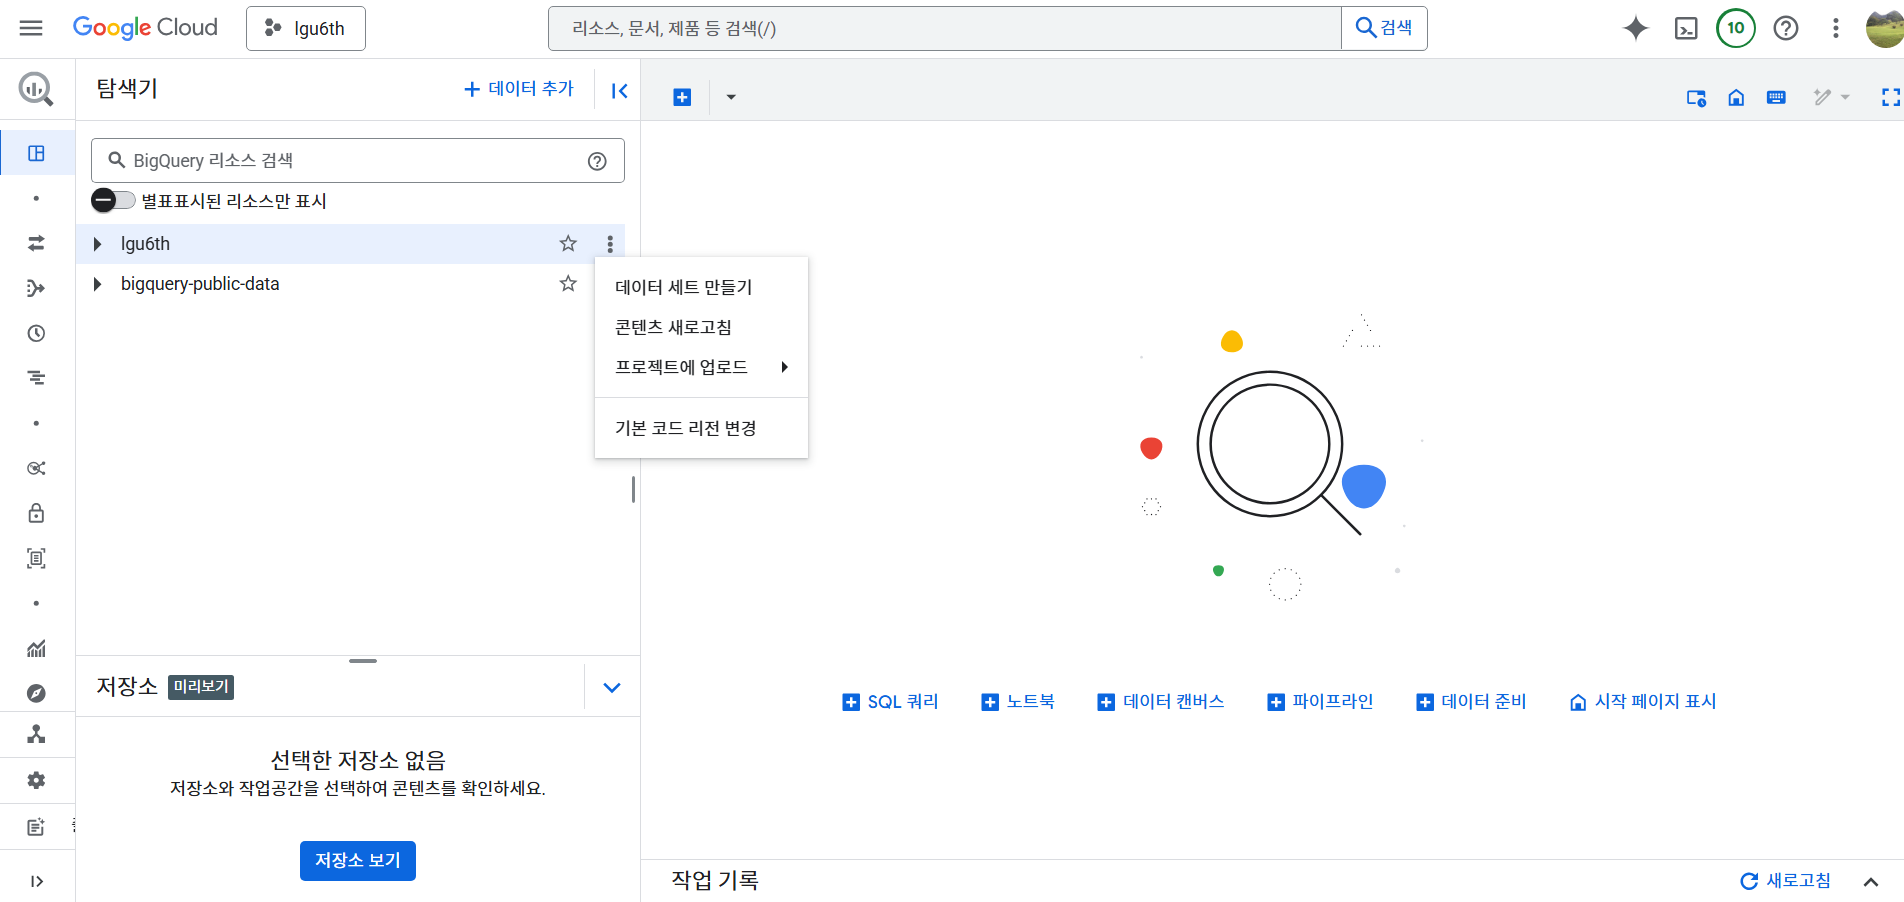 Google Cloud
lgu6th
리소스, 문서, 제품 등 검색(/)
검색
10
탐색기
데이터 추가
BigQuery 리소스 검색
별표표시된 리소스만 표시
lgu6th
bigquery-public-data
데이터 세트 만들기
콘텐츠 새로고침
프로젝트에 업로드
기본 코드 리전 변경
SQL 쿼리
노트북
데이터 캔버스
파이프라인
데이터 준비
시작 페이지 표시
저장소
미리보기
선택한 저장소 없음
저장소와 작업공간을 선택하여 콘텐츠를 확인하세요.
저장소 보기
작업 기록
새로고침